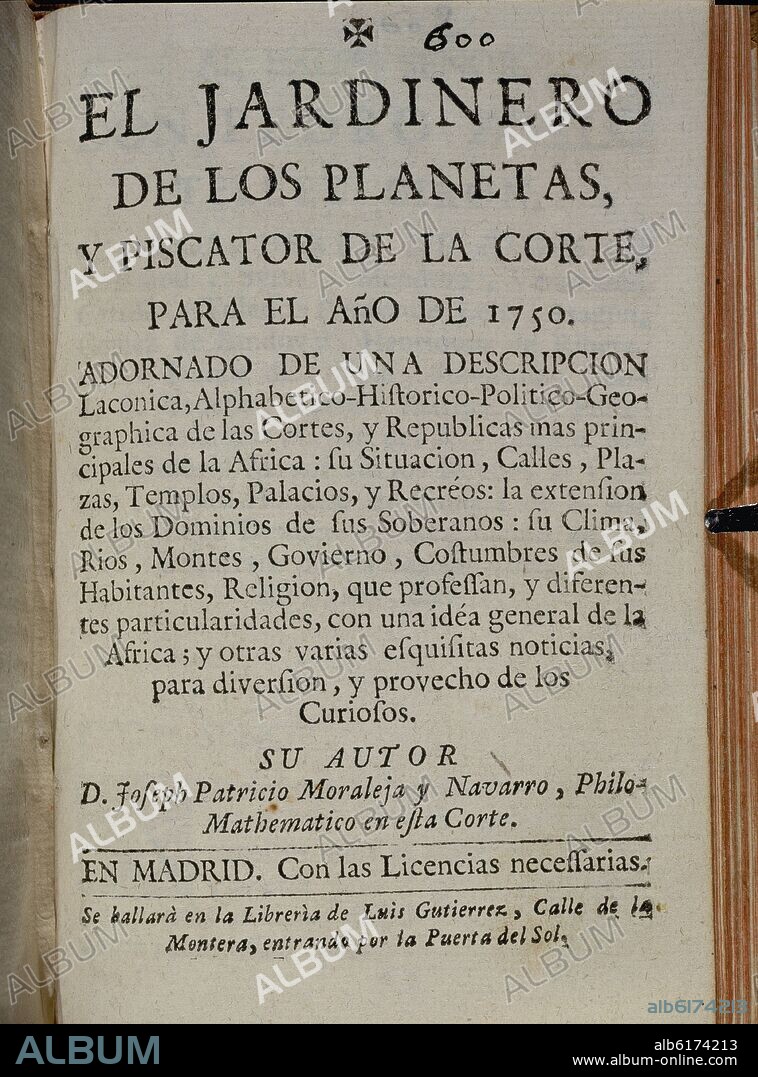 ✠ 600
EL JARDINERO
DE LOS PLANETAS,
Y PISCATOR DE LA CORTE,
PARA EL AñO DE 1750.
ADORNADO DE UNA DESCRIPCION
Laconica, Alphabetico-Hiſtorico-Politico-Geo-
graphica de las Cortes, y Republicas mas prin-
cipales de la Africa : ſu Situacion, Calles, Pla-
zas, Templos, Palacios, y Recréos: la extenſion
de los Dominios de ſus Soberanos : ſu Clima,
Rios, Montes, Govierno, Coſtumbres de ſus
Habitantes, Religion, que profeſſan, y diferen-
tes particularidades, con una idéa general de la
Africa; y otras varias eſquiſitas noticias,
para diverſion, y provecho de los
Curioſos.
SU AUTOR
D. Joſeph Patricio Moraleja y Navarro, Philo-
Mathematico en eſta Corte.
EN MADRID. Con las Licencias neceſſarias.
Se hallarà en la Librerìa de Luis Gutierrez, Calle de la
Montera, entrando por la Puerta del Sol.
alb6174213
ALBUM
alb6174213
www.album-online.com